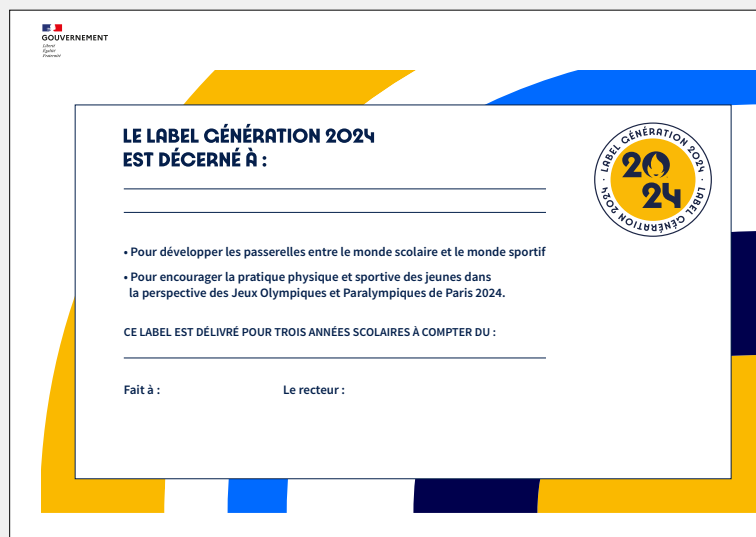 GOUVERNEMENT
Liberté
Égalité
Fraternité
LE LABEL GÉNÉRATION 2024
EST DÉCERNÉ À :
LABEL GÉNÉRATION 2024 · LABEL GÉNÉRATION 2024 ·
20
24
• Pour développer les passerelles entre le monde scolaire et le monde sportif
• Pour encourager la pratique physique et sportive des jeunes dans
la perspective des Jeux Olympiques et Paralympiques de Paris 2024.
CE LABEL EST DÉLIVRÉ POUR TROIS ANNÉES SCOLAIRES À COMPTER DU :
Fait à :
Le recteur :